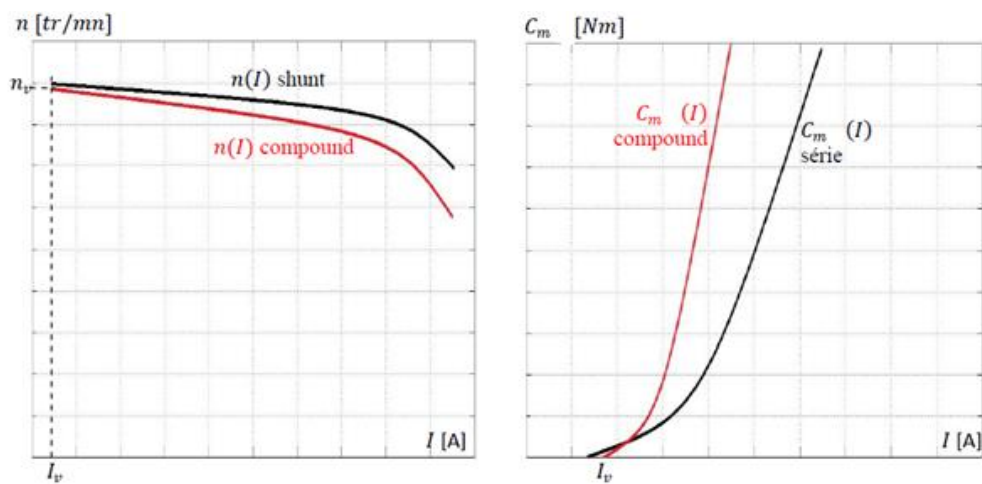 n [tr/mn]
n_v
n(I) shunt
n(I) compound
I [A]
I_v
C_m [Nm]
C_m (I)
compound
C_m (I)
série
I [A]
I_v